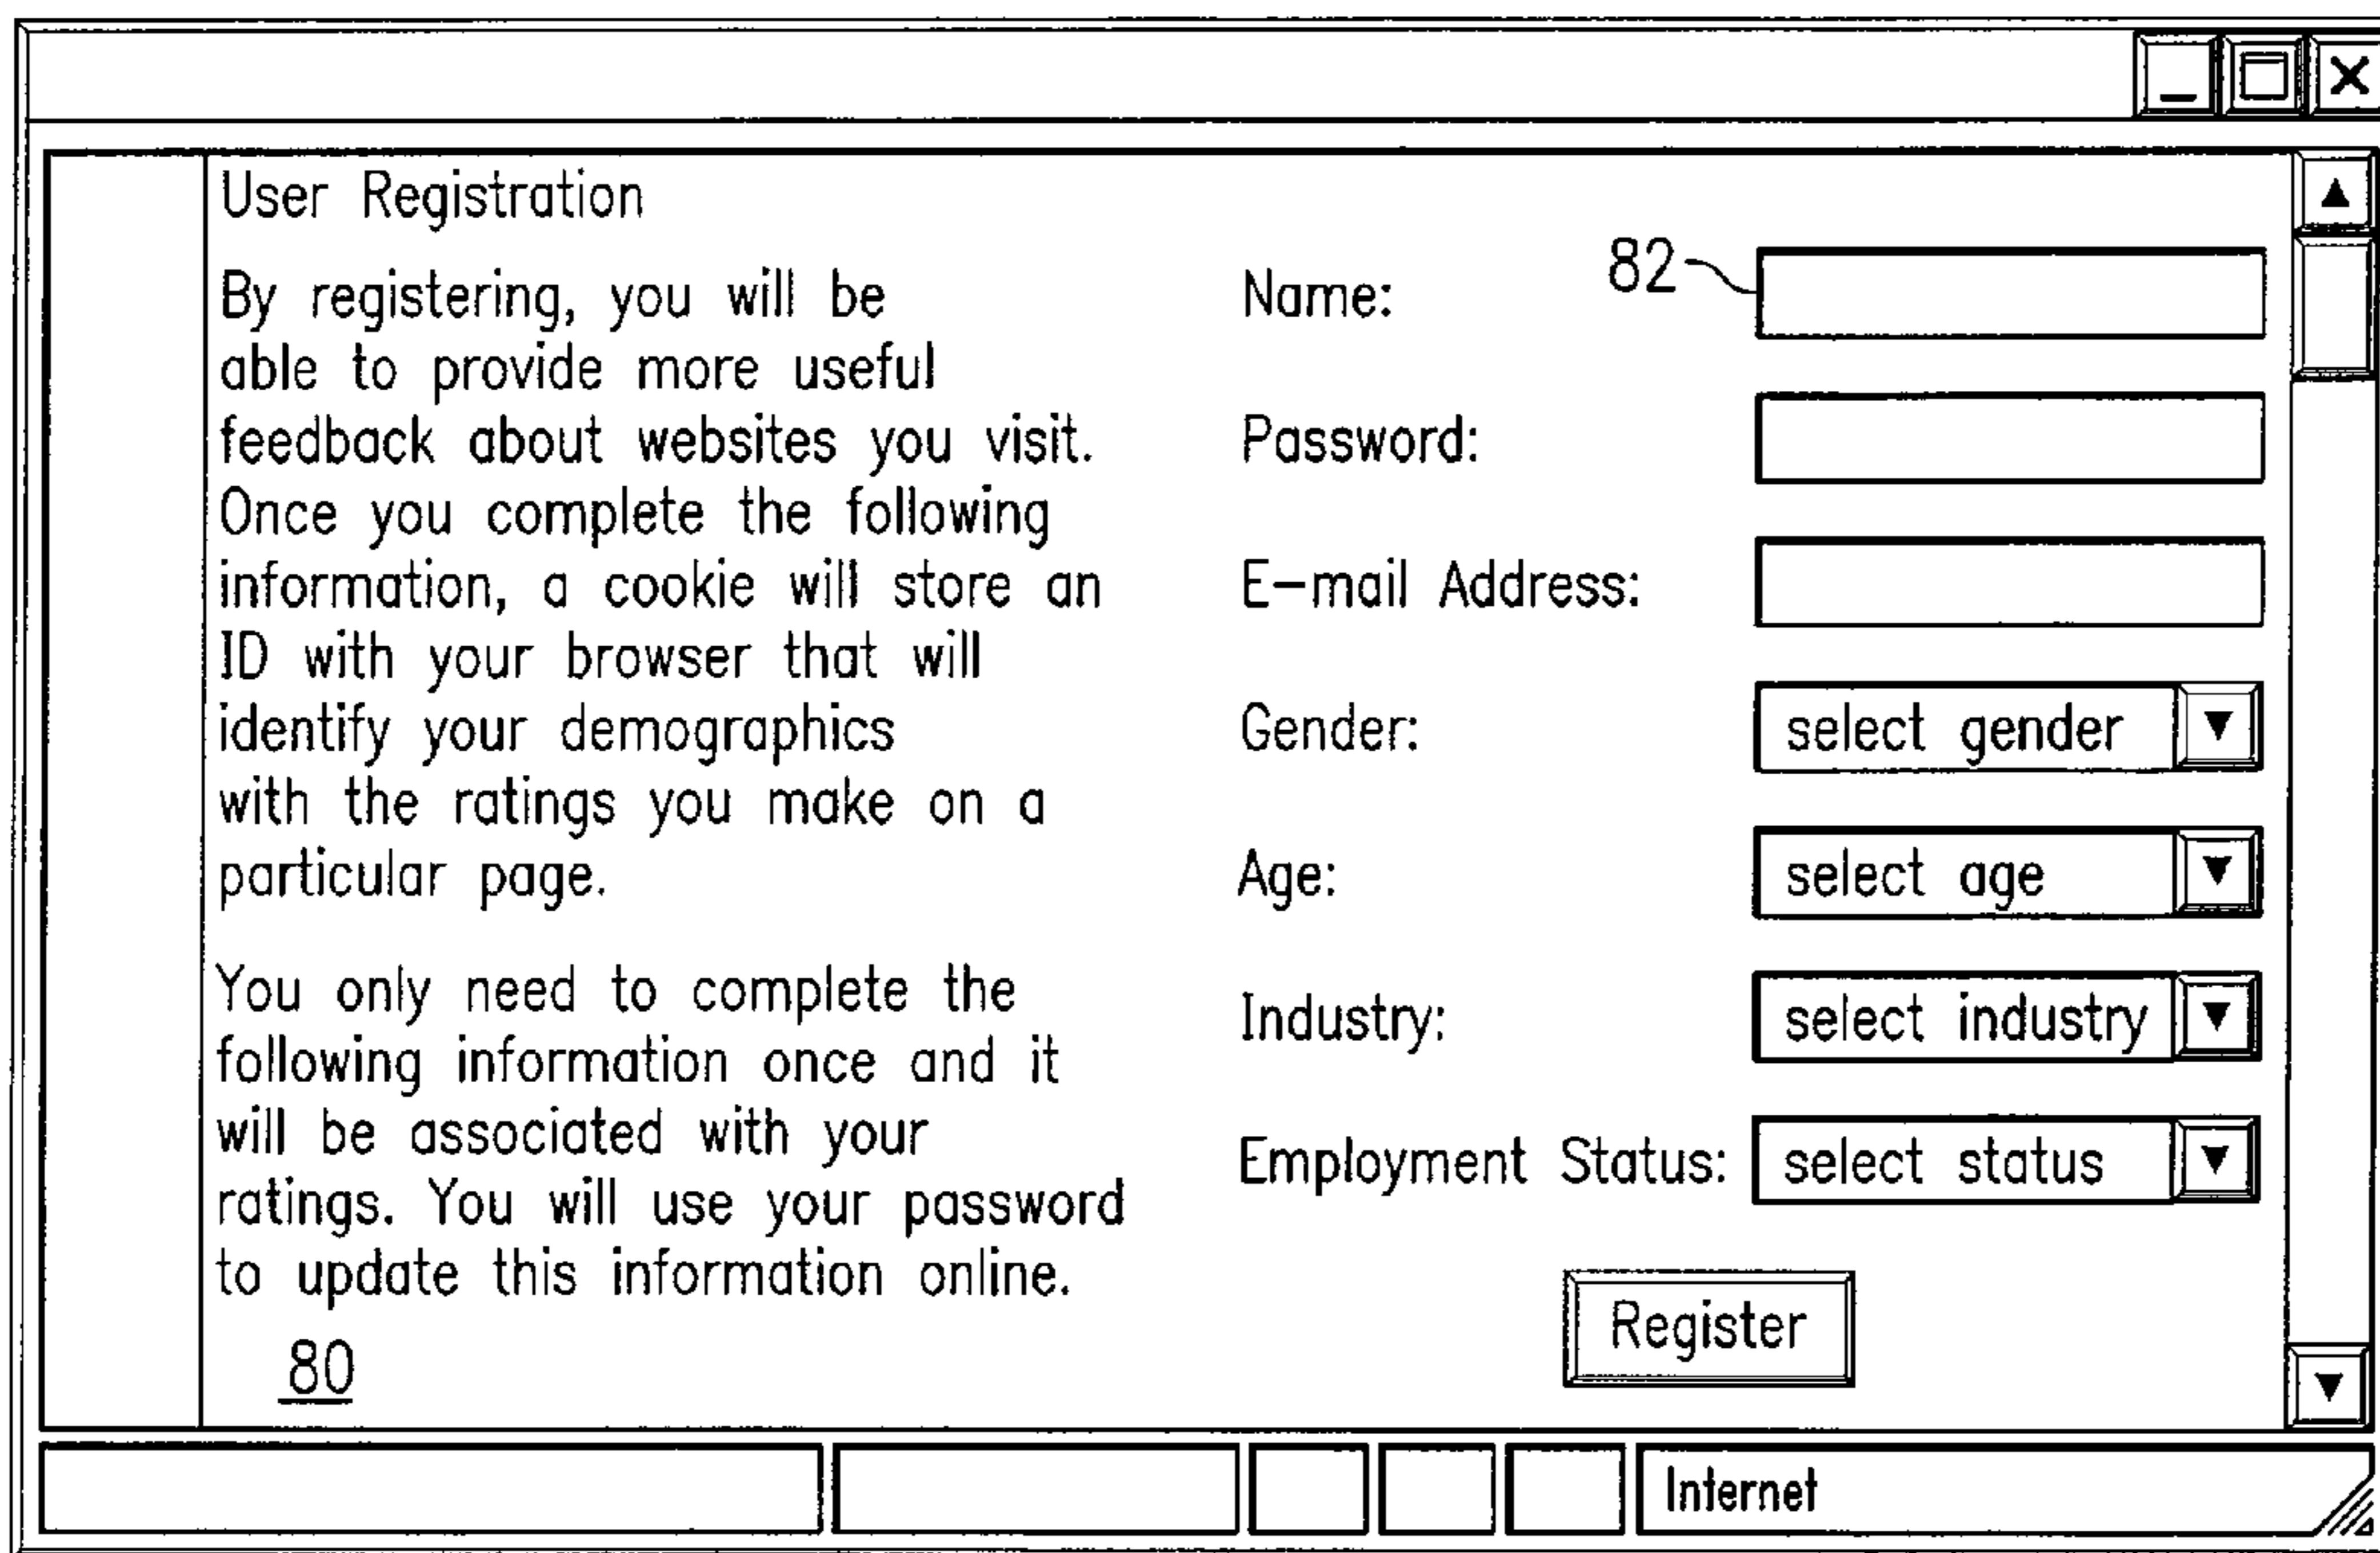 User Registration
By registering, you will be
able to provide more useful
feedback about websites you visit.
Once you complete the following
information, a cookie will store an
ID with your browser that will
identify your demographics
with the ratings you make on a
particular page.
You only need to complete the
following information once and it
will be associated with your
ratings. You will use your password
to update this information online.
80
Name:
82
Password:
E-mail Address:
Gender: select gender
Age: select age
Industry: select industry
Employment Status: select status
Register
Internet